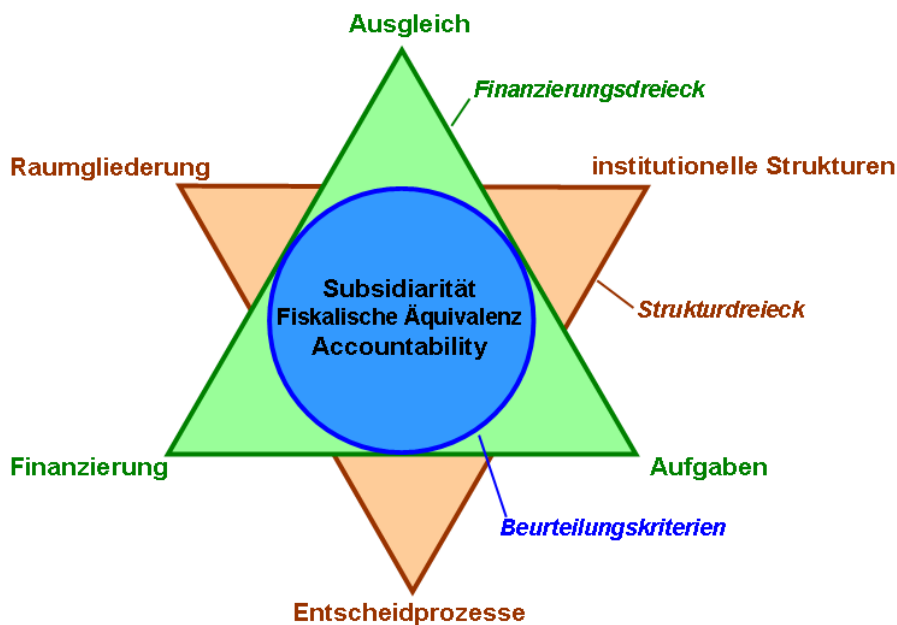 Ausgleich
Finanzierungsdreieck
Raumgliederung
institutionelle Strukturen
Subsidiarität
Fiskalische Äquivalenz
Accountability
Strukturdreieck
Finanzierung
Aufgaben
Beurteilungskriterien
Entscheidprozesse